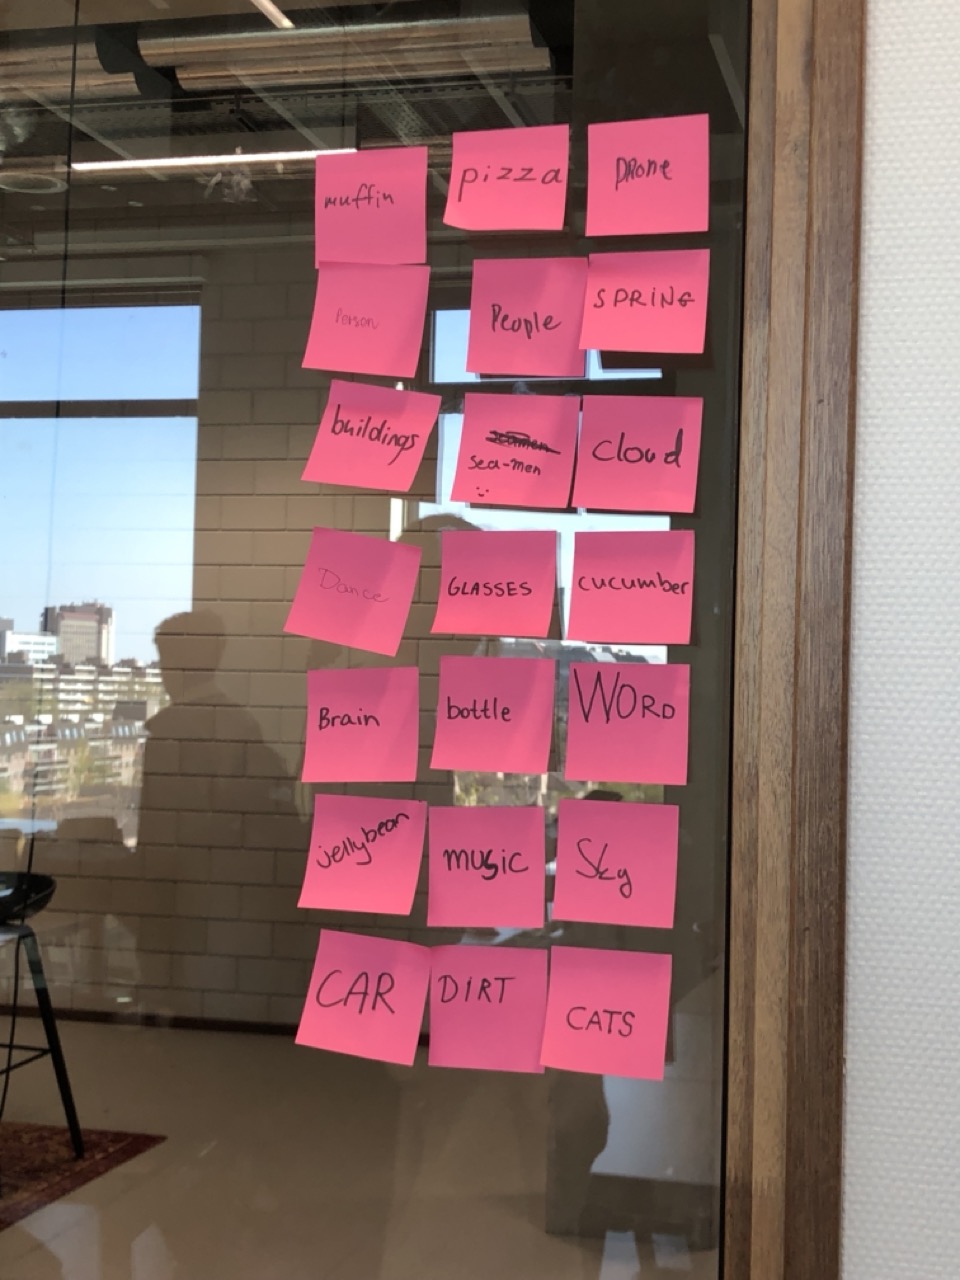 muffin
pizza
DRone
Person
People
SPRING
buildings
sea-men
cloud
Dance
GLASSES
cucumber
Brain
bottle
WORD
jellybean
music
Sky
CAR
DIRT
CATS